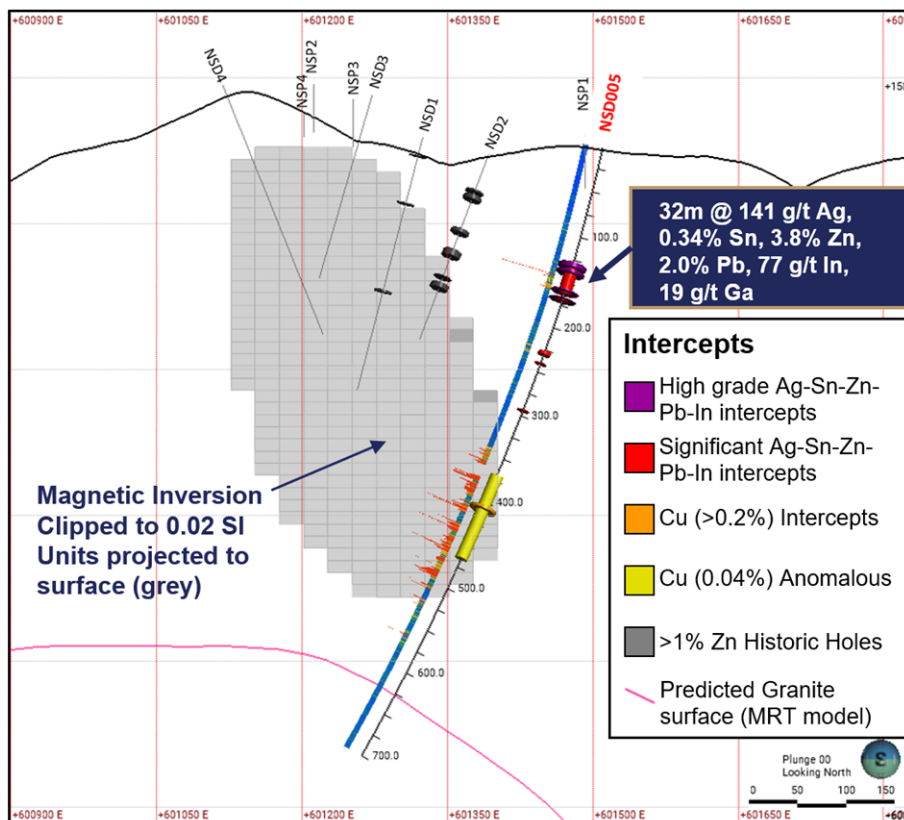 +600900 E
+601050 E
+601200 E
+601350 E
+601500 E
+601650 E
NSD4
NSP4
NSP2
NSP3
NSD3
NSD1
NSD2
NSP1
NSD005
32m @ 141 g/t Ag,
0.34% Sn, 3.8% Zn,
2.0% Pb, 77 g/t In,
19 g/t Ga
100.0
200.0
300.0
400.0
500.0
600.0
700.0
Magnetic Inversion
Clipped to 0.02 SI
Units projected to
surface (grey)
Intercepts
High grade Ag-Sn-Zn-
Pb-In intercepts
Significant Ag-Sn-Zn-
Pb-In intercepts
Cu (>0.2%) Intercepts
Cu (0.04%) Anomalous
>1% Zn Historic Holes
Predicted Granite
surface (MRT model)
Plunge 00
Looking North
S
0 50 100 150
+600900 E
+601050 E
+601200 E
+601350 E
+601500 E
+601650 E